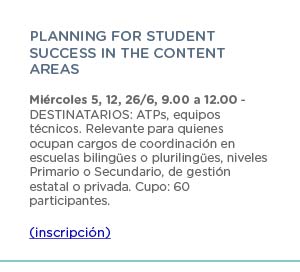 PLANNING FOR STUDENT
SUCCESS IN THE CONTENT
AREAS
Miércoles 5, 12, 26/6, 9.00 a 12.00 -
DESTINATARIOS: ATPs, equipos
técnicos. Relevante para quienes
ocupan cargos de coordinación en
escuelas bilingües o plurilingües, niveles
Primario o Secundario, de gestión
estatal o privada. Cupo: 60
participantes.
(inscripción)